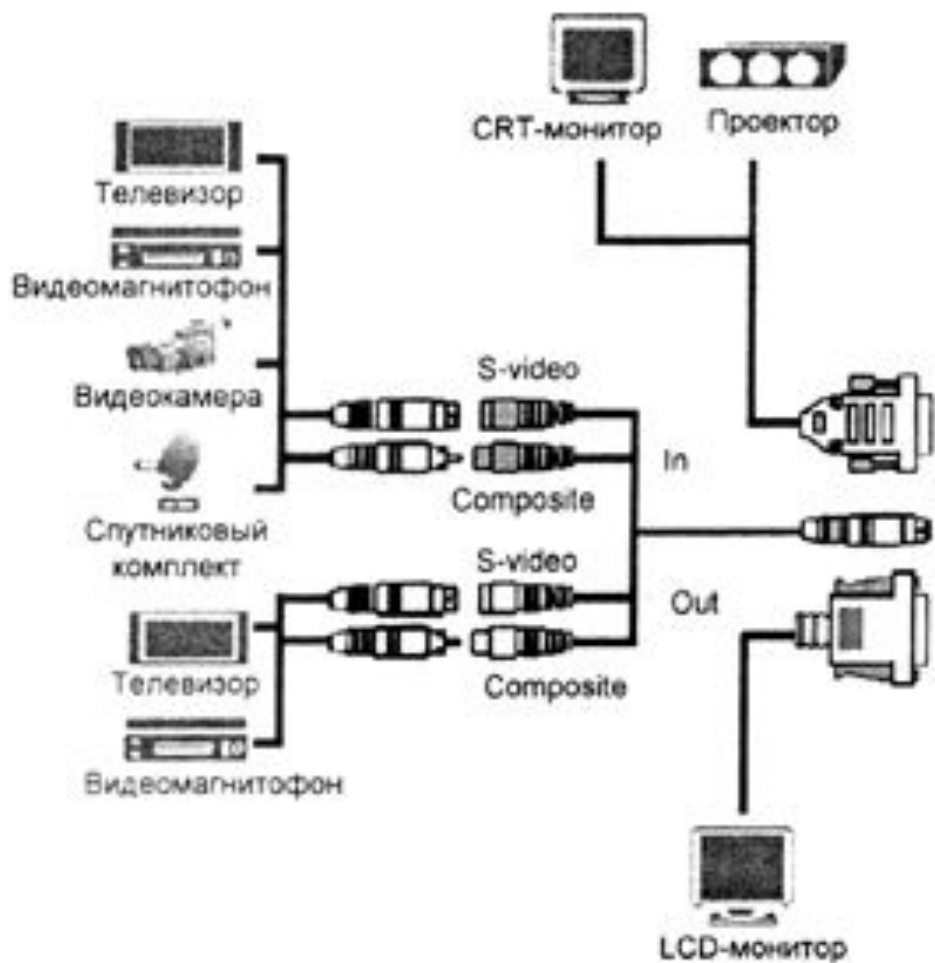 CRT-монитор
Проектор
Телевизор
Видеомагнитофон
Видеокамера
Спутниковый
комплект
S-video
In
Composite
S-video
Out
Composite
Телевизор
Видеомагнитофон
LCD-монитор